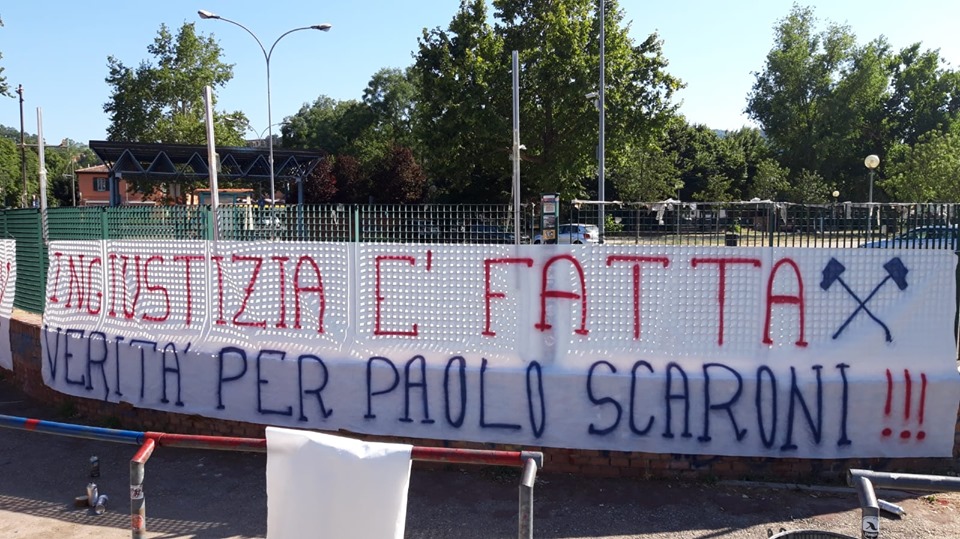 INGIUSTIZIA E' FATTA
VERITA' PER PAOLO SCARONI !!!